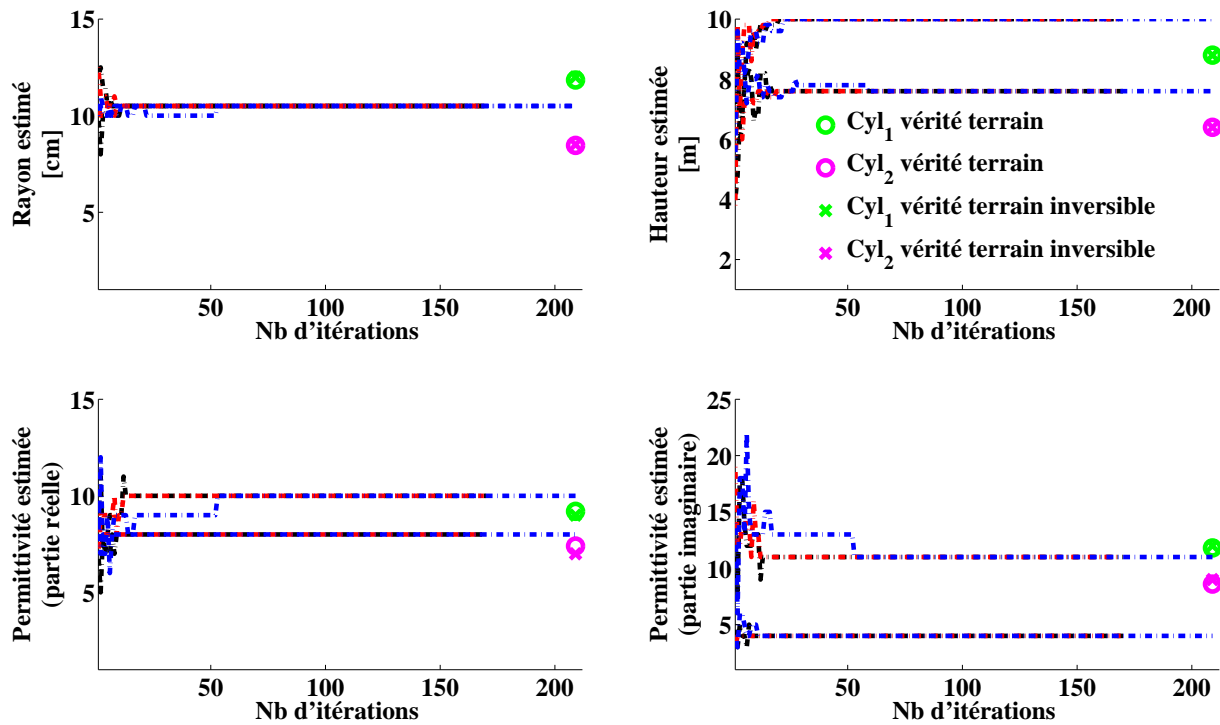 15
10
5
Rayon estimé
[cm]
50
100
150
200
Nb d'itérations
10
8
6
4
2
Hauteur estimée
[m]
Cyl1 vérité terrain
Cyl2 vérité terrain
Cyl1 vérité terrain inversible
Cyl2 vérité terrain inversible
50
100
150
200
Nb d'itérations
15
10
5
Permittivité estimée
(partie réelle)
50
100
150
200
Nb d'itérations
25
20
15
10
5
Permittivité estimée
(partie imaginaire)
50
100
150
200
Nb d'itérations